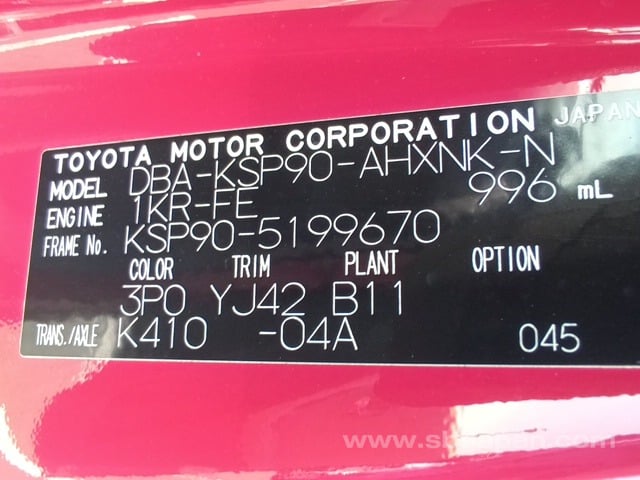 TOYOTA MOTOR CORPORATION JAPAN
MODEL DBA-KSP90-AHXNK-N
ENGINE 1KR-FE 996 mL
FRAME No. KSP90-5199670
COLOR TRIM PLANT OPTION
3P0 YJ42 B11
TRANS./AXLE K410 -04A 045